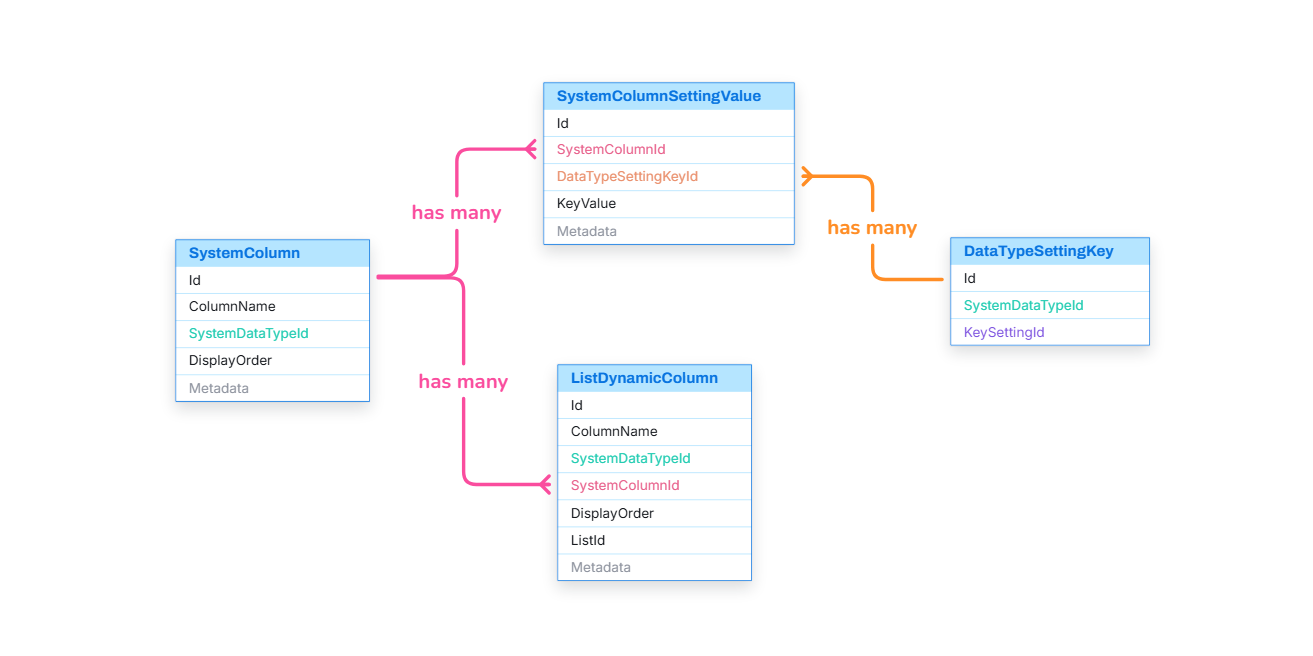 SystemColumnSettingValue
Id
SystemColumnId
DataTypeSettingKeyId
KeyValue
Metadata
has many
has many
SystemColumn
Id
ColumnName
SystemDataTypeId
DisplayOrder
Metadata
DataTypeSettingKey
Id
SystemDataTypeId
KeySettingId
has many
ListDynamicColumn
Id
ColumnName
SystemDataTypeId
SystemColumnId
DisplayOrder
ListId
Metadata